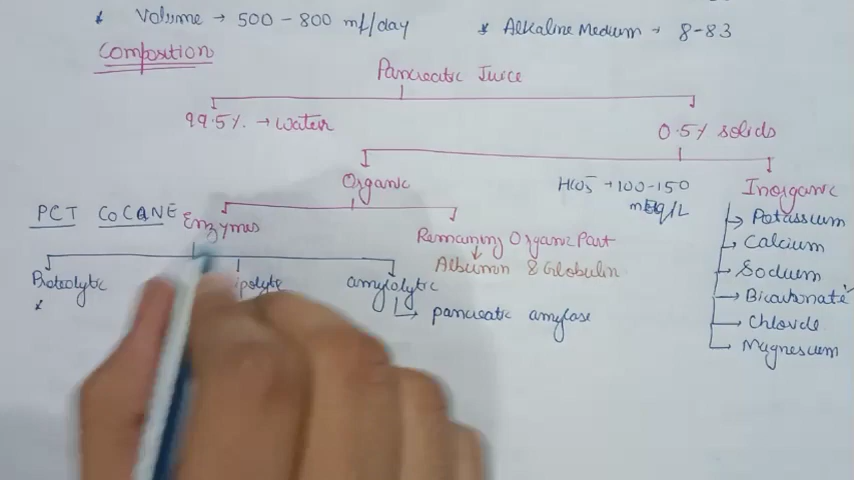 * Volume → 500 - 800 ml/day
* Alkaline Medium → 8-83
Composition
Pancreatic Juice
99.5% → Water
0.5% solids
Organic
HCO3 → 100-150
mEq/L
Inorganic
PCT COCANE
Enzymes
Remaining Organic Part
Albumin & Globulin
Proteolytic
*
ipolytc
amylolytic
pancreatic amylase
Potassium
Calcium
Sodium
Bicarbonate
Chloride
Magnesium